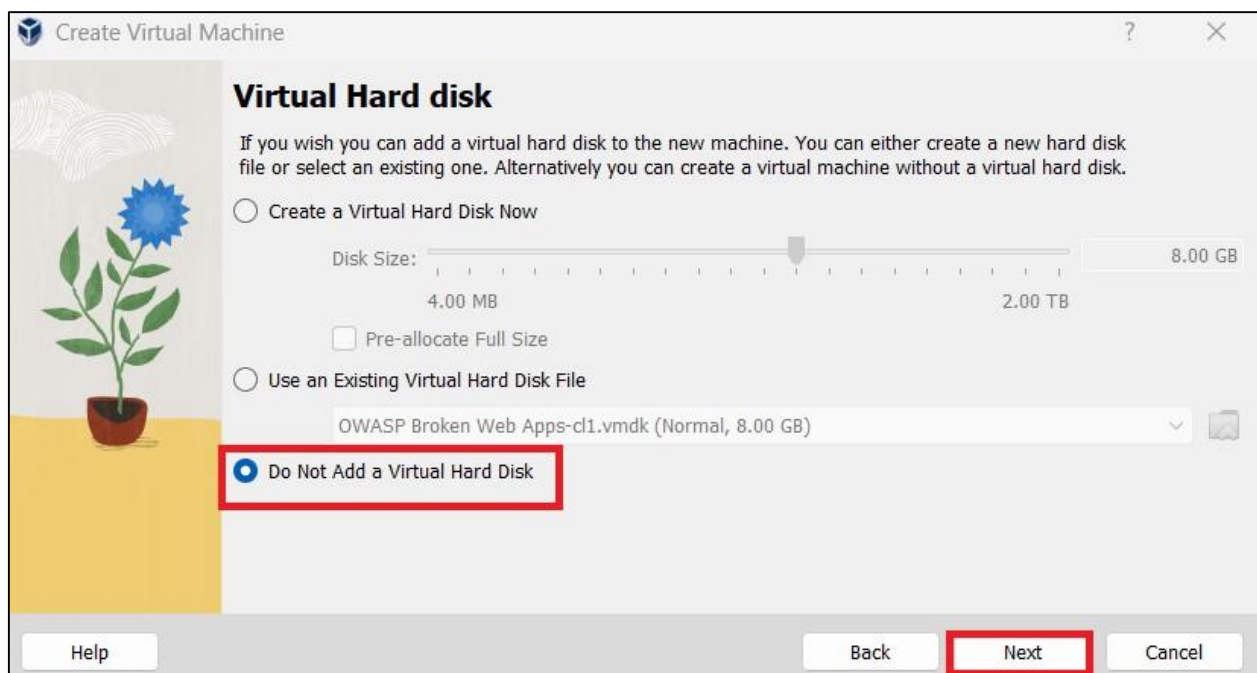 Create Virtual Machine
?
Virtual Hard disk
If you wish you can add a virtual hard disk to the new machine. You can either create a new hard disk
file or select an existing one. Alternatively you can create a virtual machine without a virtual hard disk.
Create a Virtual Hard Disk Now
Disk Size: 8.00 GB
4.00 MB 2.00 TB
Pre-allocate Full Size
Use an Existing Virtual Hard Disk File
OWASP Broken Web Apps-cl1.vmdk (Normal, 8.00 GB)
Do Not Add a Virtual Hard Disk
Help Back Next Cancel